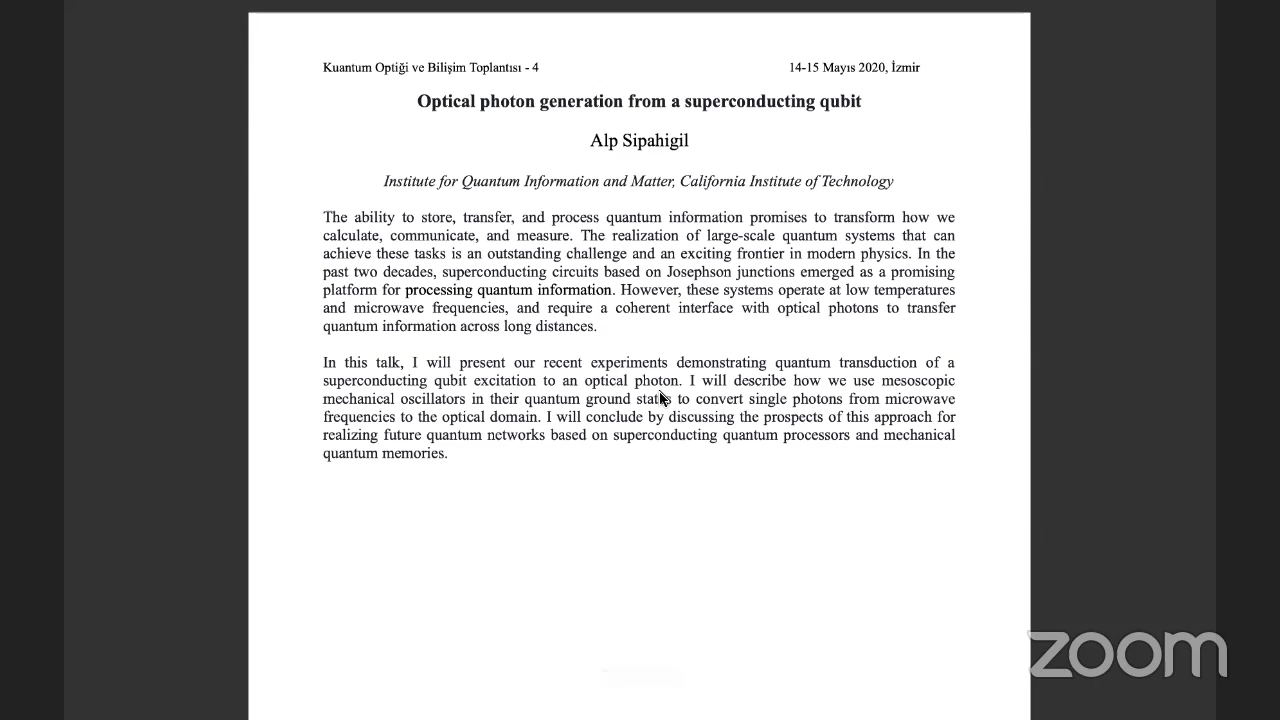 Kuantum Optiği ve Bilişim Toplantısı - 4
14-15 Mayıs 2020, İzmir
Optical photon generation from a superconducting qubit
Alp Sipahigil
Institute for Quantum Information and Matter, California Institute of Technology
The ability to store, transfer, and process quantum information promises to transform how we
calculate, communicate, and measure. The realization of large-scale quantum systems that can
achieve these tasks is an outstanding challenge and an exciting frontier in modern physics. In the
past two decades, superconducting circuits based on Josephson junctions emerged as a promising
platform for processing quantum information. However, these systems operate at low temperatures
and microwave frequencies, and require a coherent interface with optical photons to transfer
quantum information across long distances.
In this talk, I will present our recent experiments demonstrating quantum transduction of a
superconducting qubit excitation to an optical photon. I will describe how we use mesoscopic
mechanical oscillators in their quantum ground states to convert single photons from microwave
frequencies to the optical domain. I will conclude by discussing the prospects of this approach for
realizing future quantum networks based on superconducting quantum processors and mechanical
quantum memories.
zoom